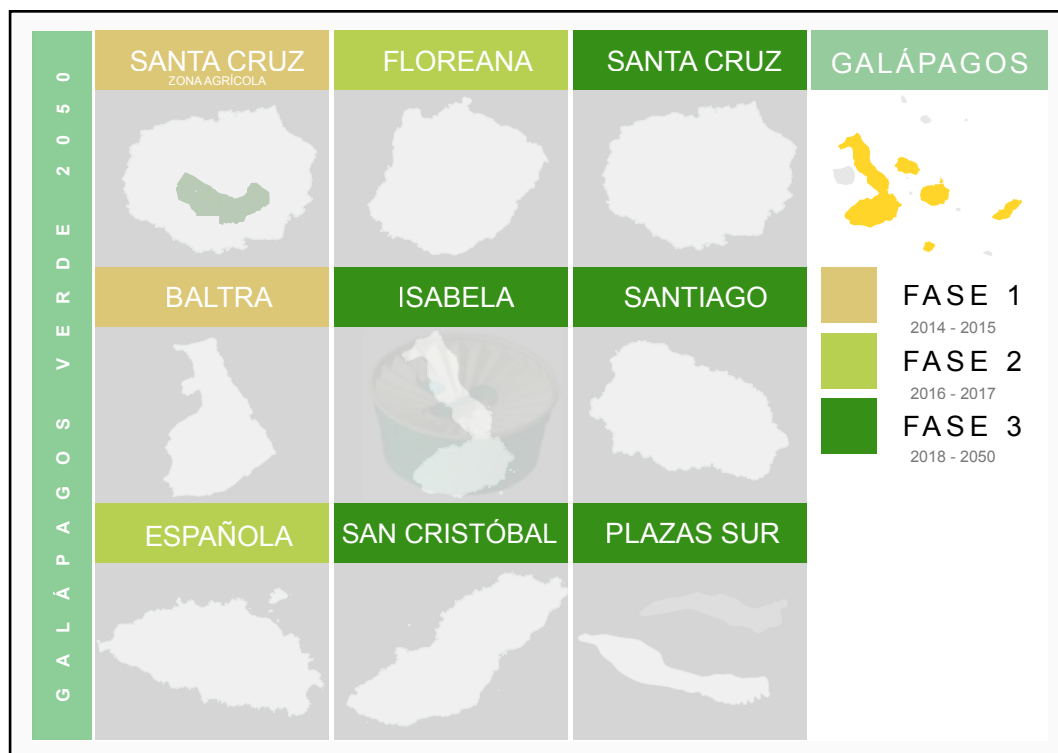 GALÁPAGOS VERDE 2050
SANTA CRUZ
ZONA AGRÍCOLA
FLOREANA
SANTA CRUZ
GALÁPAGOS
BALTRA
ISABELA
SANTIAGO
FASE 1
2014 - 2015
FASE 2
2016 - 2017
FASE 3
2018 - 2050
ESPAÑOLA
SAN CRISTÓBAL
PLAZAS SUR